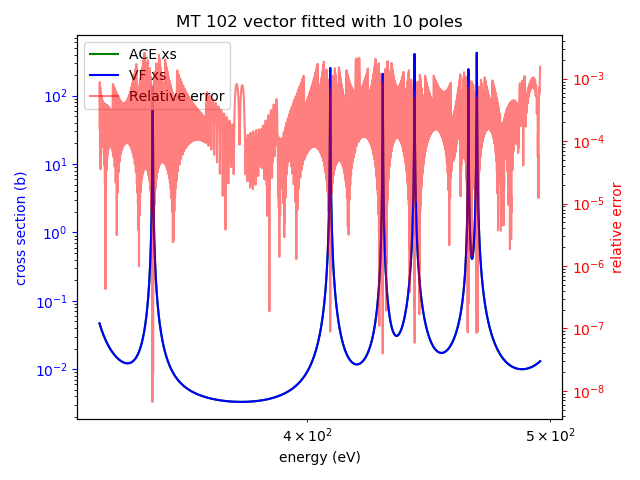 MT 102 vector fitted with 10 poles
ACE xs
VF xs
Relative error
cross section (b)
10²
10¹
10⁰
10⁻¹
10⁻²
relative error
10⁻³
10⁻⁴
10⁻⁵
10⁻⁶
10⁻⁷
10⁻⁸
4 × 10²
5 × 10²
energy (eV)